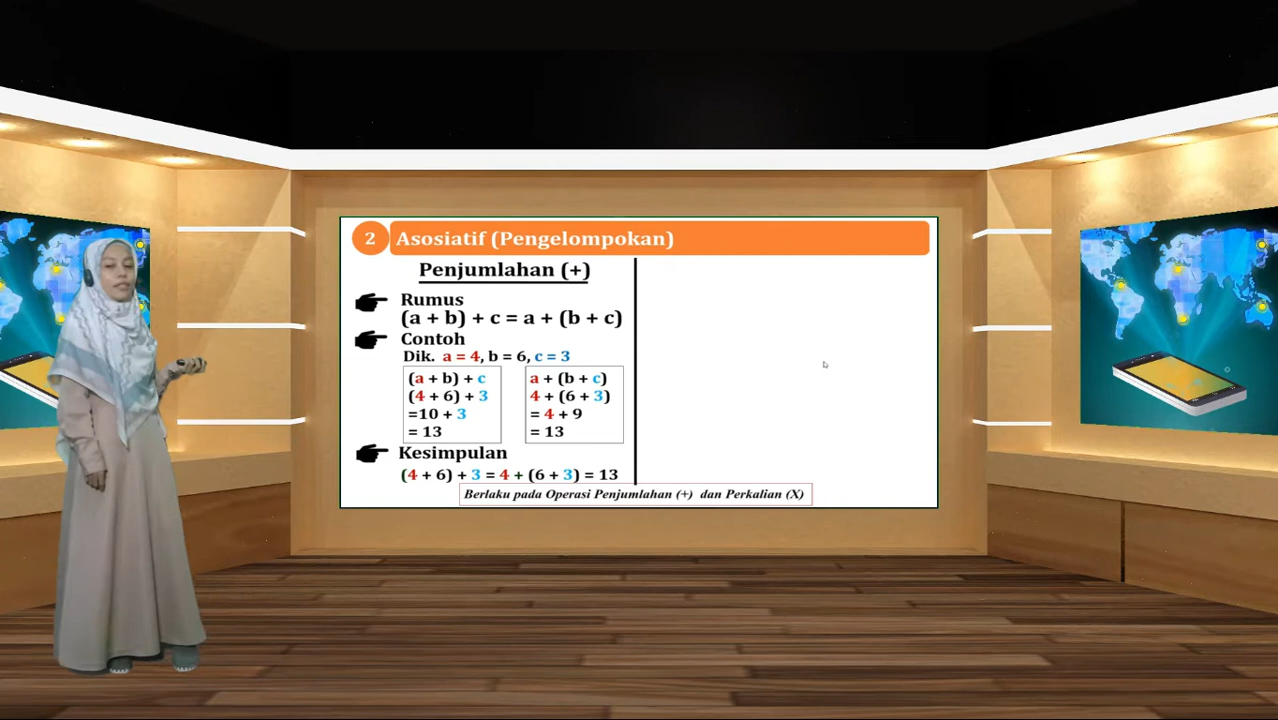 2 Asosiatif (Pengelompokan)
Penjumlahan (+)
Rumus
(a + b) + c = a + (b + c)
Contoh
Dik. a = 4, b = 6, c = 3
(a + b) + c
(4 + 6) + 3
=10 + 3
= 13
a + (b + c)
4 + (6 + 3)
= 4 + 9
= 13
Kesimpulan
(4 + 6) + 3 = 4 + (6 + 3) = 13
Berlaku pada Operasi Penjumlahan (+) dan Perkalian (X)